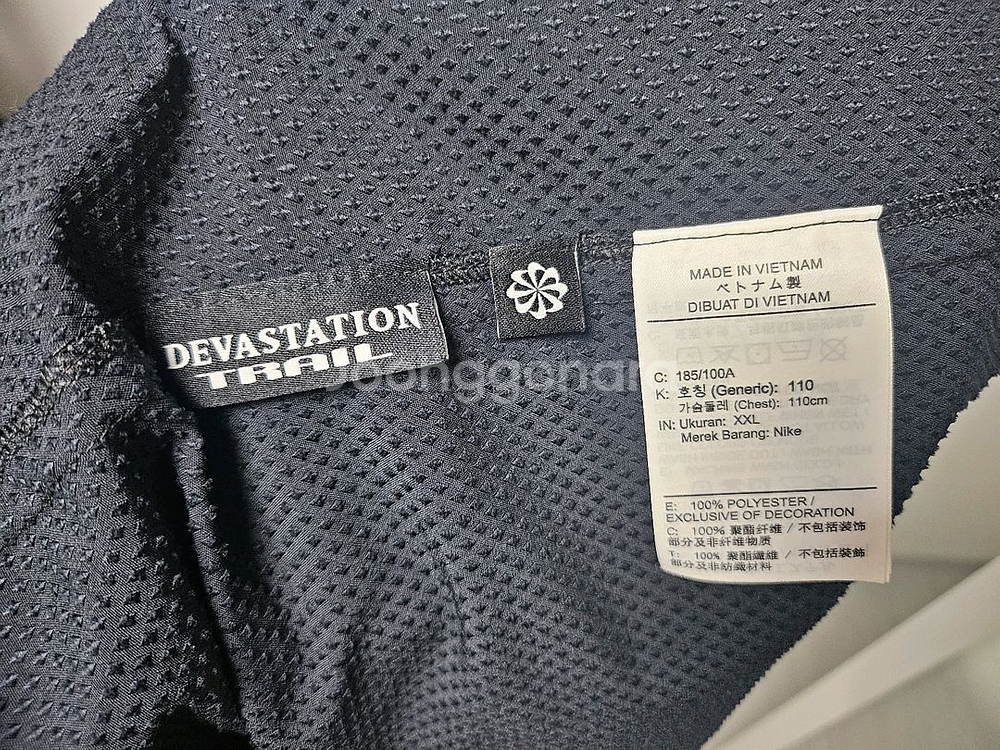 DEVASTATION
TRAIL
MADE IN VIETNAM
ベトナム製
DIBUAT DI VIETNAM
C: 185/100A
K: 호칭 (Generic): 110
가슴둘레 (Chest): 110cm
IN: Ukuran: XXL
Merek Barang: Nike
E: 100% POLYESTER /
EXCLUSIVE OF DECORATION
C: 100% 聚酯纤维 / 不包括装饰
部分及非纤维物质
T: 100% 聚酯纖維 / 不包括裝飾
部分及非紡織材料